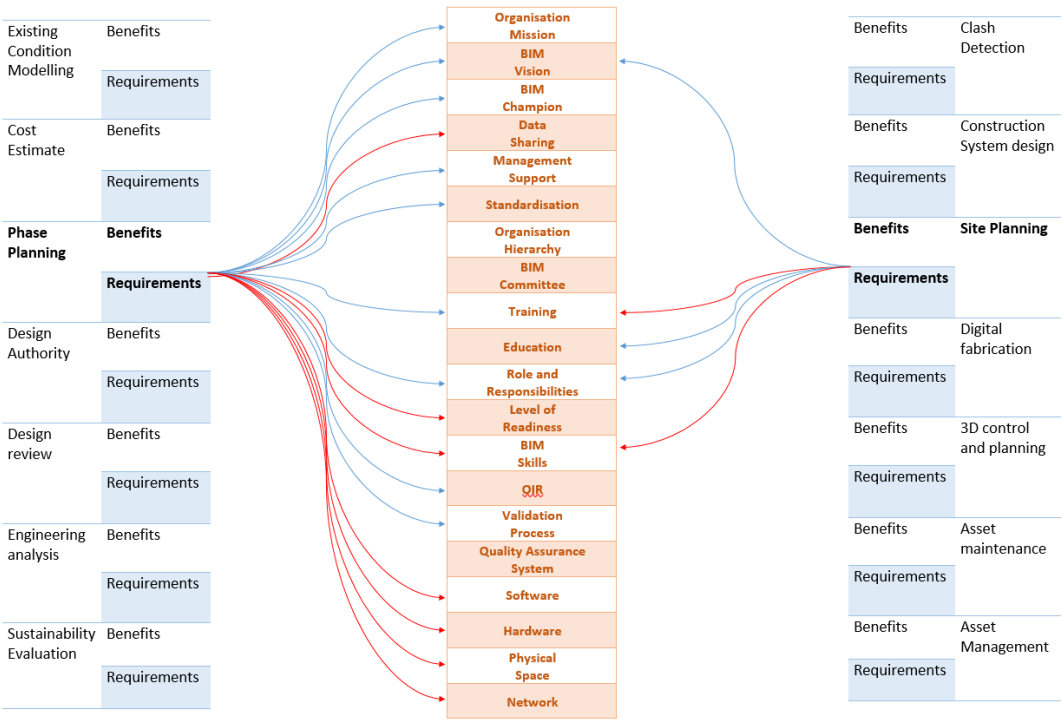 Existing
Condition
Modelling
Benefits
Requirements
Cost
Estimate
Benefits
Requirements
Phase
Planning
Benefits
Requirements
Design
Authority
Benefits
Requirements
Design
review
Benefits
Requirements
Engineering
analysis
Benefits
Requirements
Sustainability
Evaluation
Benefits
Requirements
Organisation
Mission
BIM
Vision
BIM
Champion
Data
Sharing
Management
Support
Standardisation
Organisation
Hierarchy
BIM
Committee
Training
Education
Role and
Responsibilities
Level of
Readiness
BIM
Skills
OIR
Validation
Process
Quality Assurance
System
Software
Hardware
Physical
Space
Network
Benefits
Clash
Detection
Requirements
Benefits
Construction
System design
Requirements
Benefits
Site Planning
Requirements
Benefits
Digital
fabrication
Requirements
Benefits
3D control
and planning
Requirements
Benefits
Asset
maintenance
Requirements
Benefits
Asset
Management
Requirements